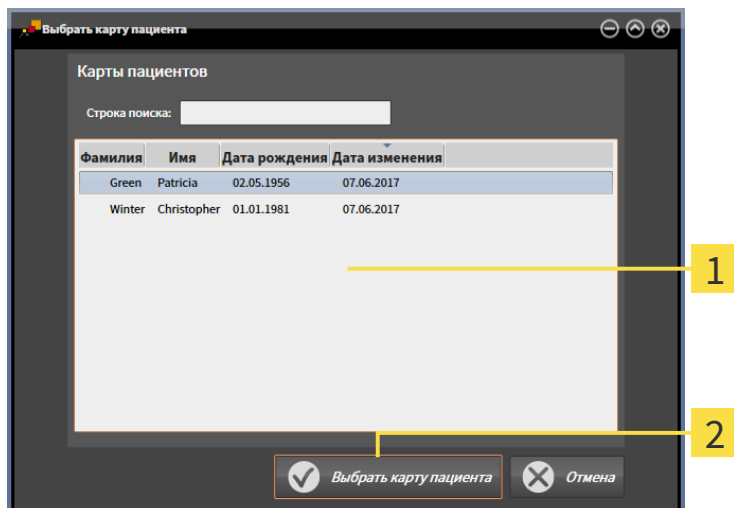 Выбрать карту пациента
Карты пациентов
Строка поиска:
Фамилия Имя Дата рождения Дата изменения
Green Patricia 02.05.1956 07.06.2017
Winter Christopher 01.01.1981 07.06.2017
1
2
Выбрать карту пациента Отмена